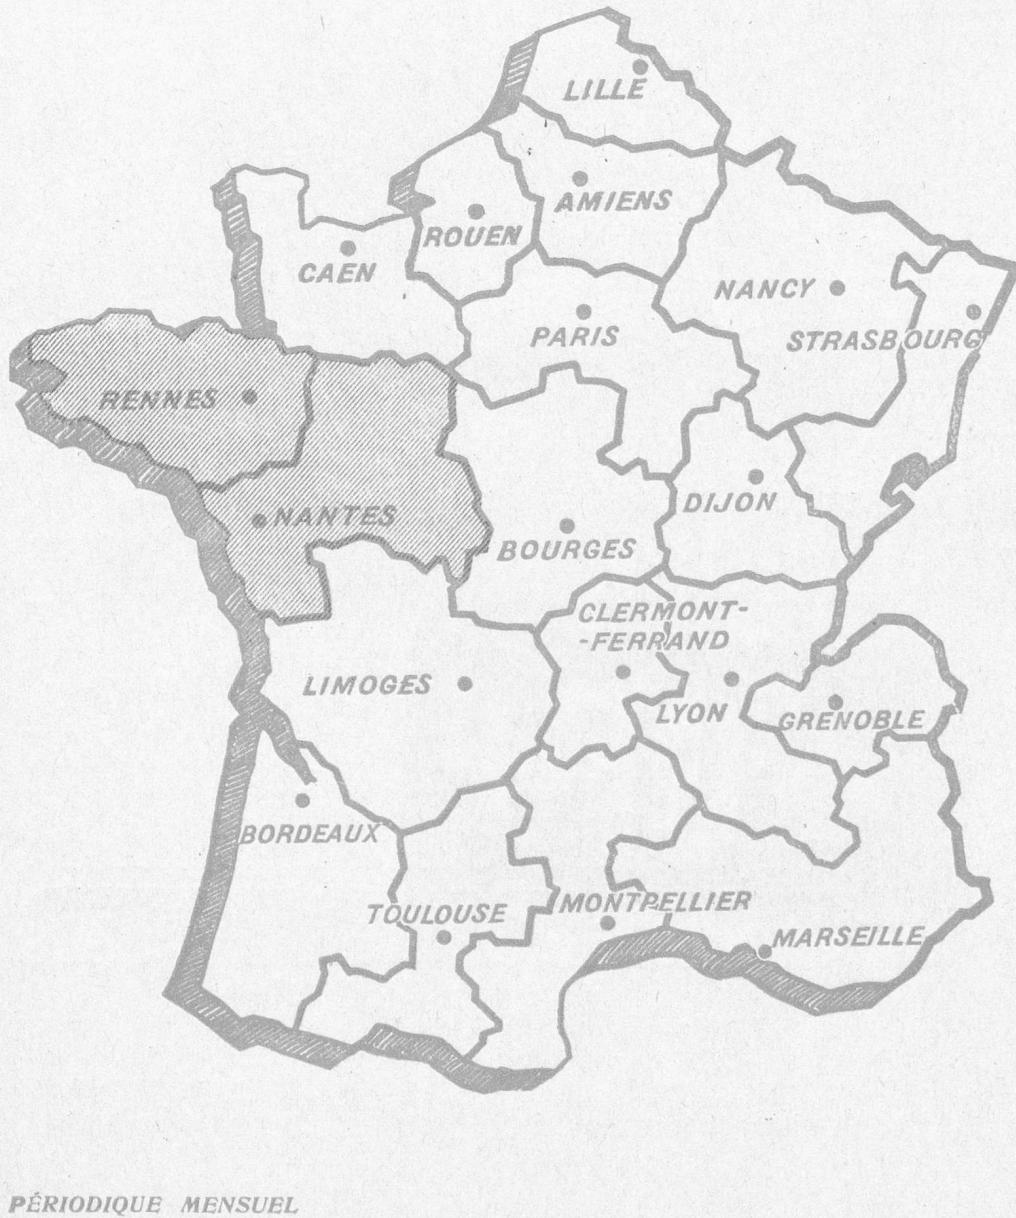 LILLE
AMIENS
ROUEN
CAEN
NANCY
PARIS
STRASBOURG
RENNES
DIJON
NANTES
BOURGES
CLERMONT-
-FERRAND
LIMOGES
LYON
GRENOBLE
BORDEAUX
MONTPELLIER
TOULOUSE
MARSEILLE
PÉRIODIQUE MENSUEL